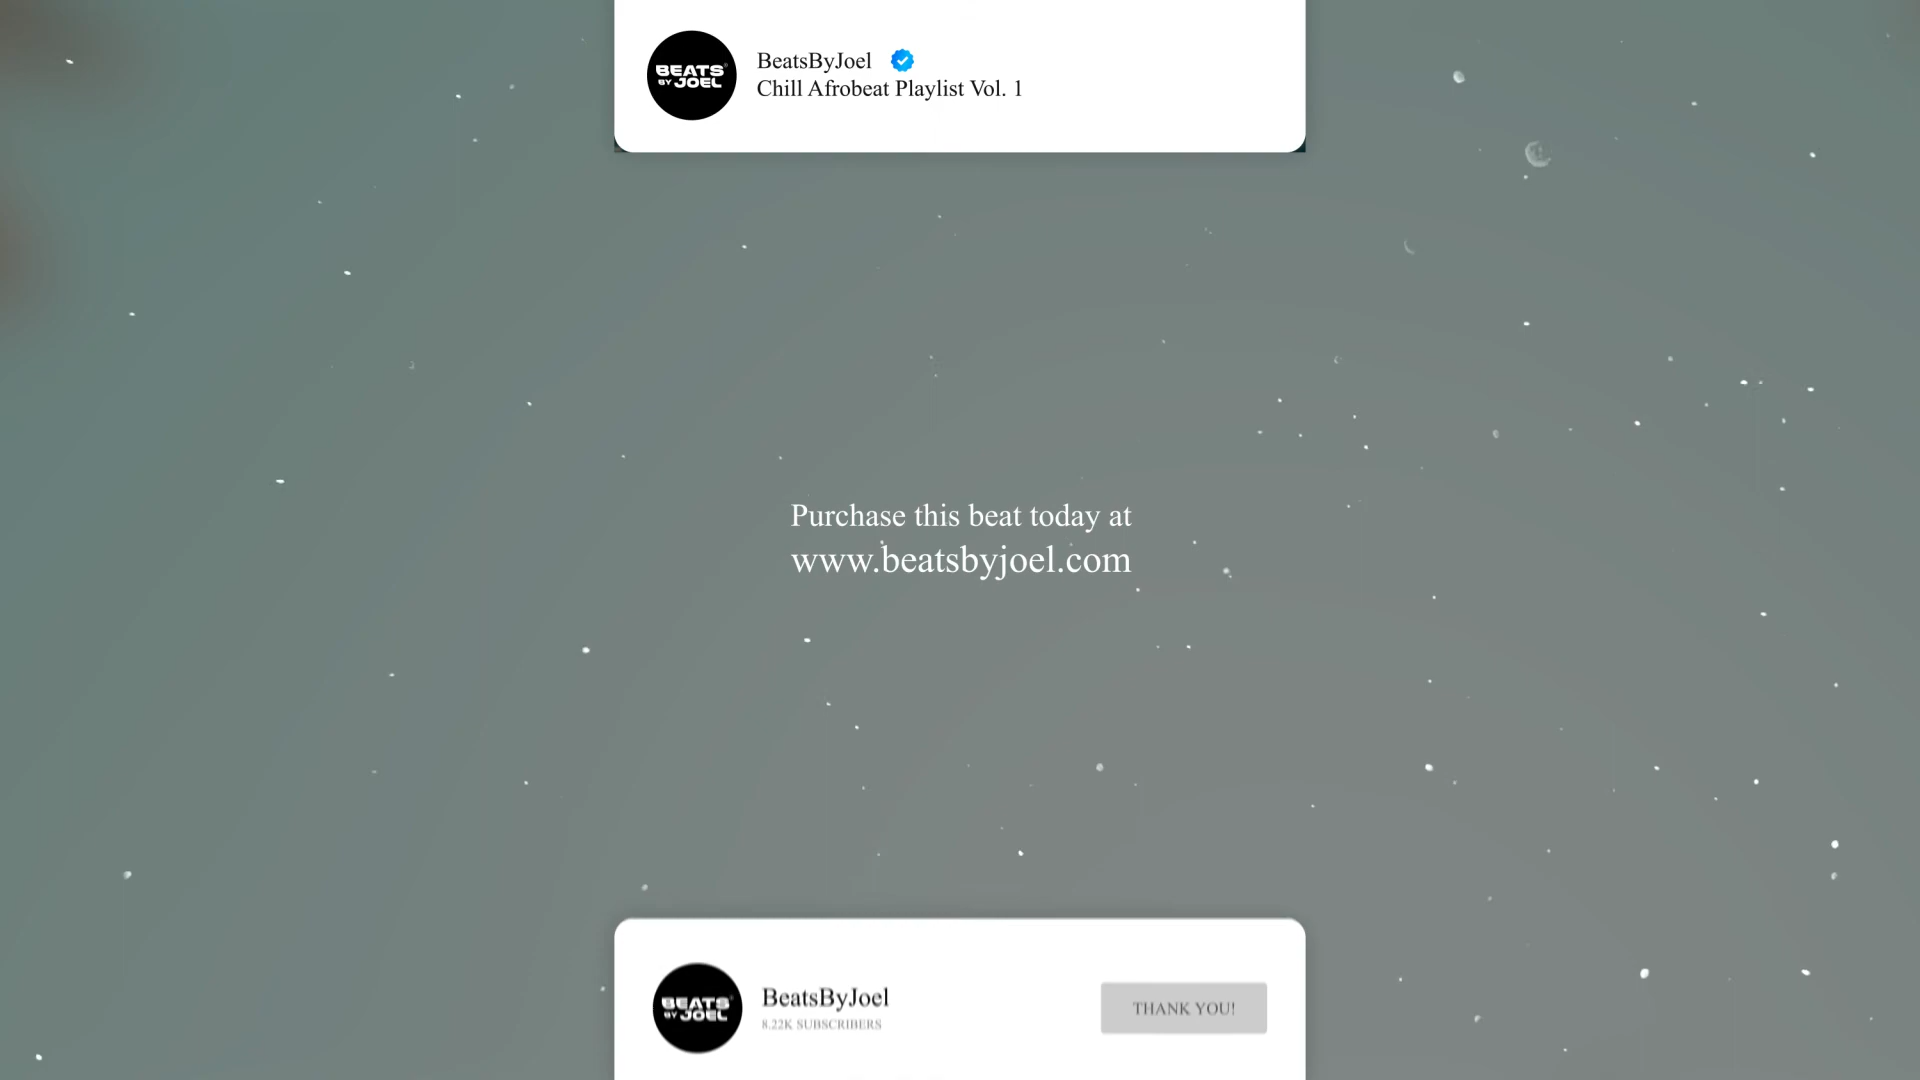 BEATS
BY JOEL
BeatsByJoel
Chill Afrobeat Playlist Vol. 1
Purchase this beat today at
www.beatsbyjoel.com
BEATS
BY JOEL
BeatsByJoel
8.22K SUBSCRIBERS
THANK YOU!